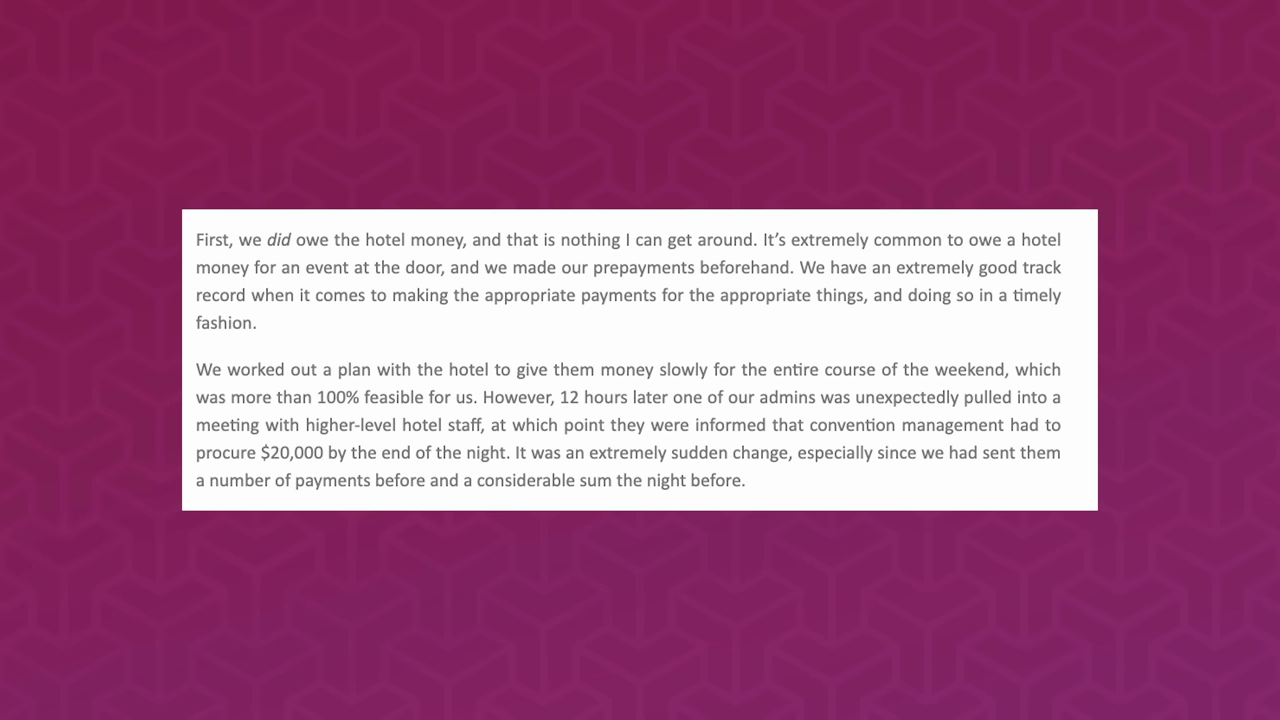 First, we did owe the hotel money, and that is nothing I can get around. It’s extremely common to owe a hotel
money for an event at the door, and we made our prepayments beforehand. We have an extremely good track
record when it comes to making the appropriate payments for the appropriate things, and doing so in a timely
fashion.
We worked out a plan with the hotel to give them money slowly for the entire course of the weekend, which
was more than 100% feasible for us. However, 12 hours later one of our admins was unexpectedly pulled into a
meeting with higher-level hotel staff, at which point they were informed that convention management had to
procure $20,000 by the end of the night. It was an extremely sudden change, especially since we had sent them
a number of payments before and a considerable sum the night before.